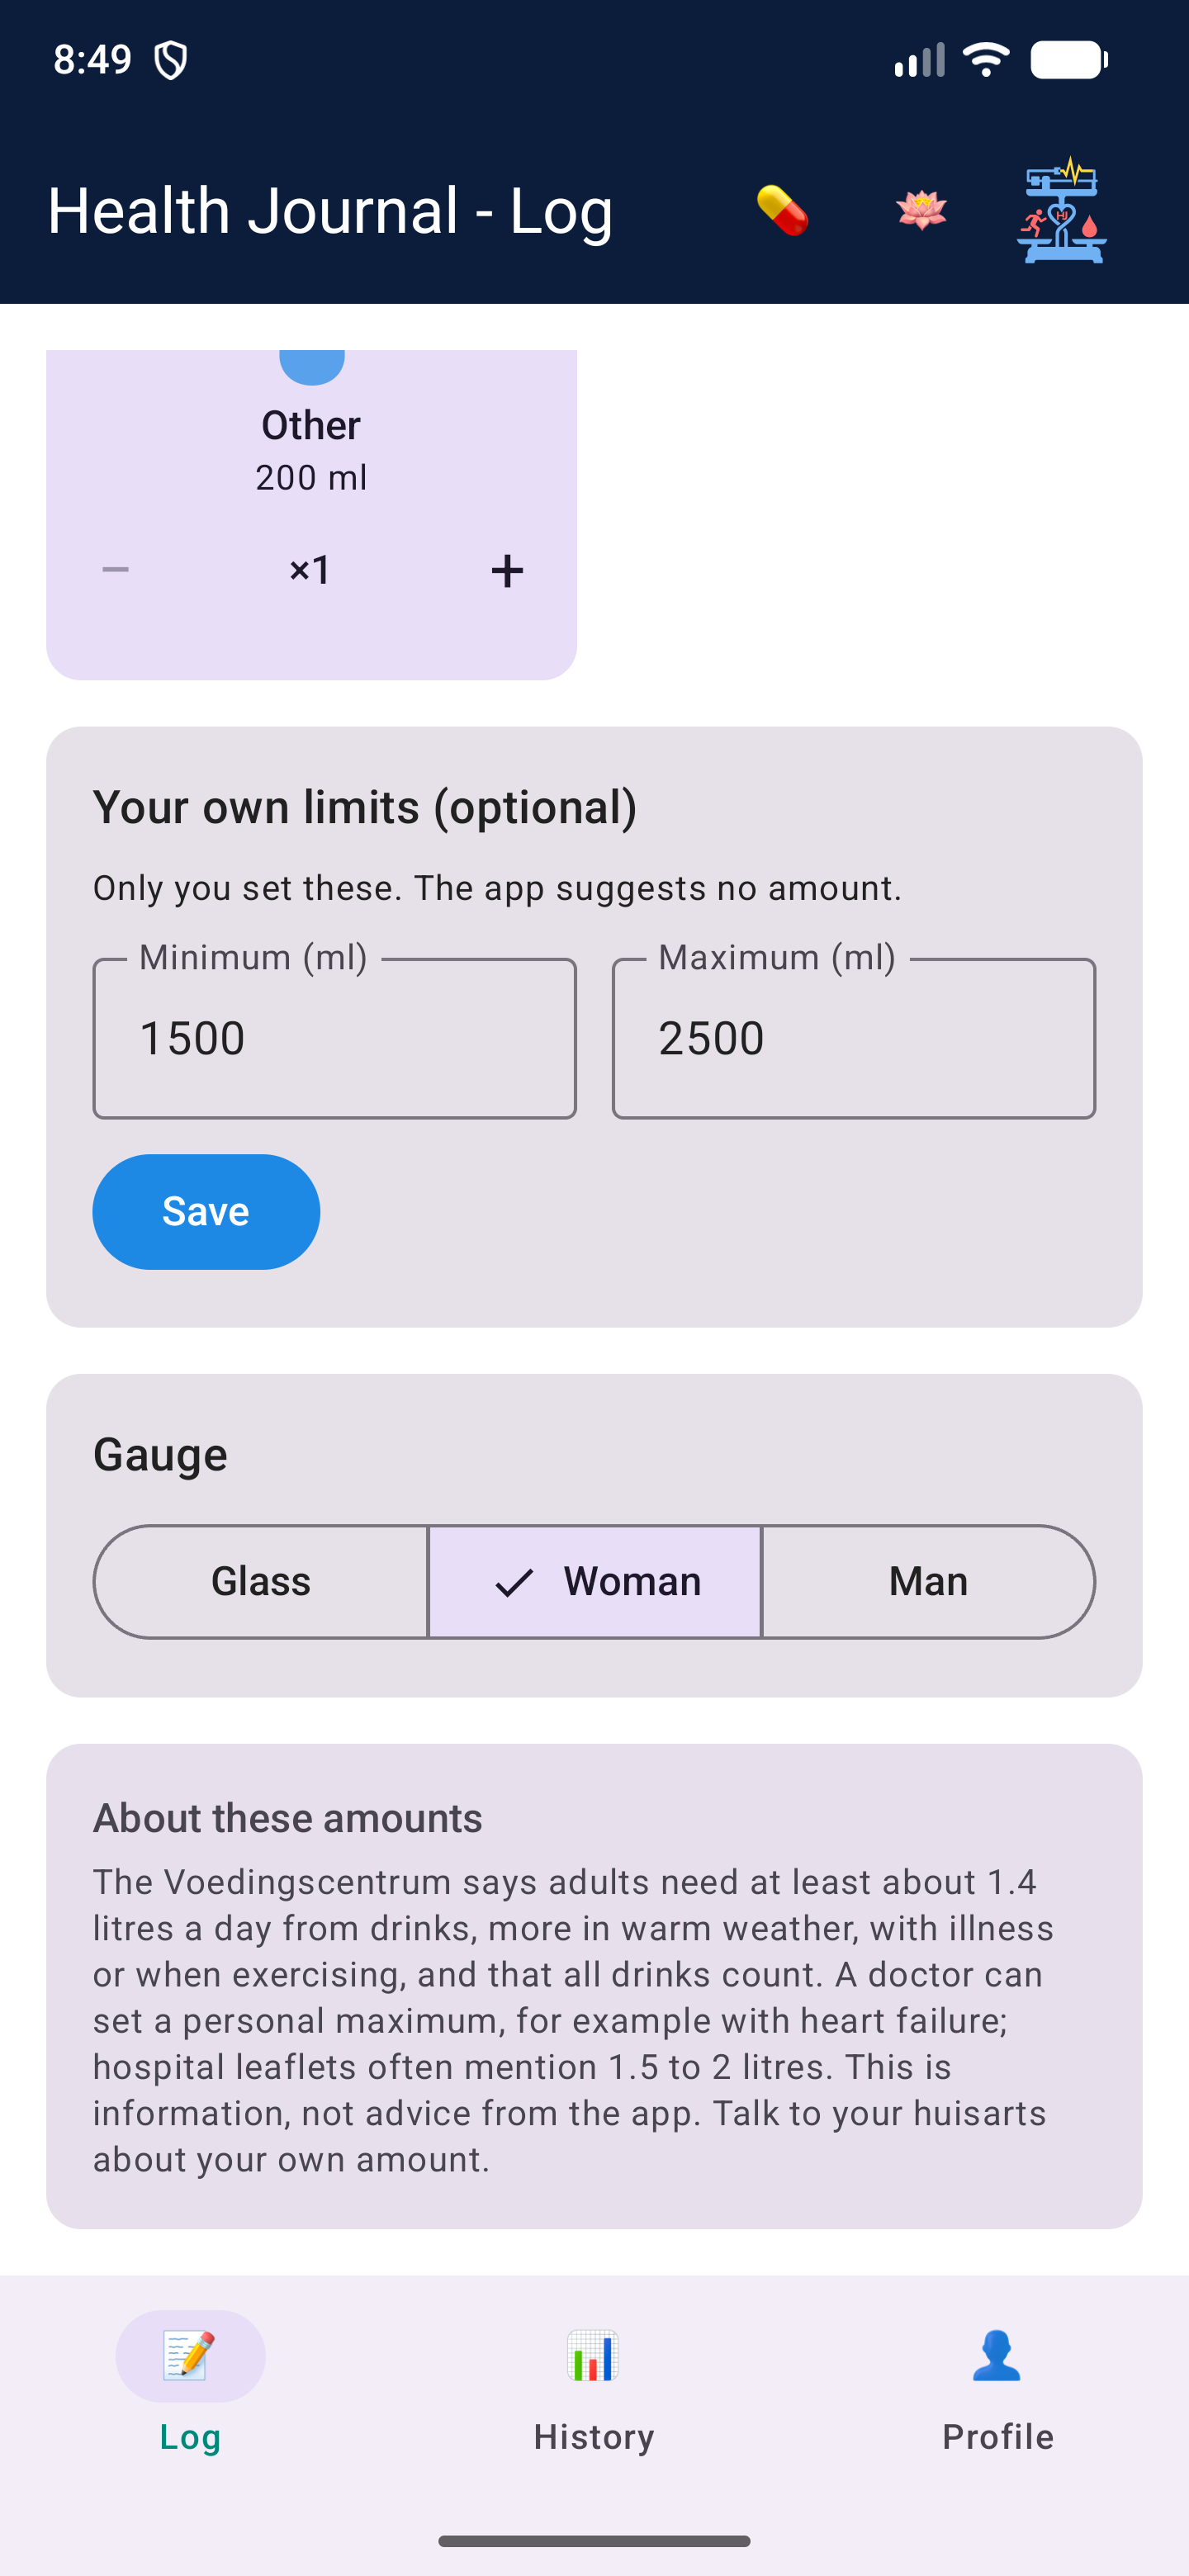 8:49
Health Journal - Log
HJ
Other
200 ml
− ×1 +
Your own limits (optional)
Only you set these. The app suggests no amount.
Minimum (ml) Maximum (ml)
1500 2500
Save
Gauge
Glass Woman Man
About these amounts
The Voedingscentrum says adults need at least about 1.4
litres a day from drinks, more in warm weather, with illness
or when exercising, and that all drinks count. A doctor can
set a personal maximum, for example with heart failure;
hospital leaflets often mention 1.5 to 2 litres. This is
information, not advice from the app. Talk to your huisarts
about your own amount.
Log History Profile